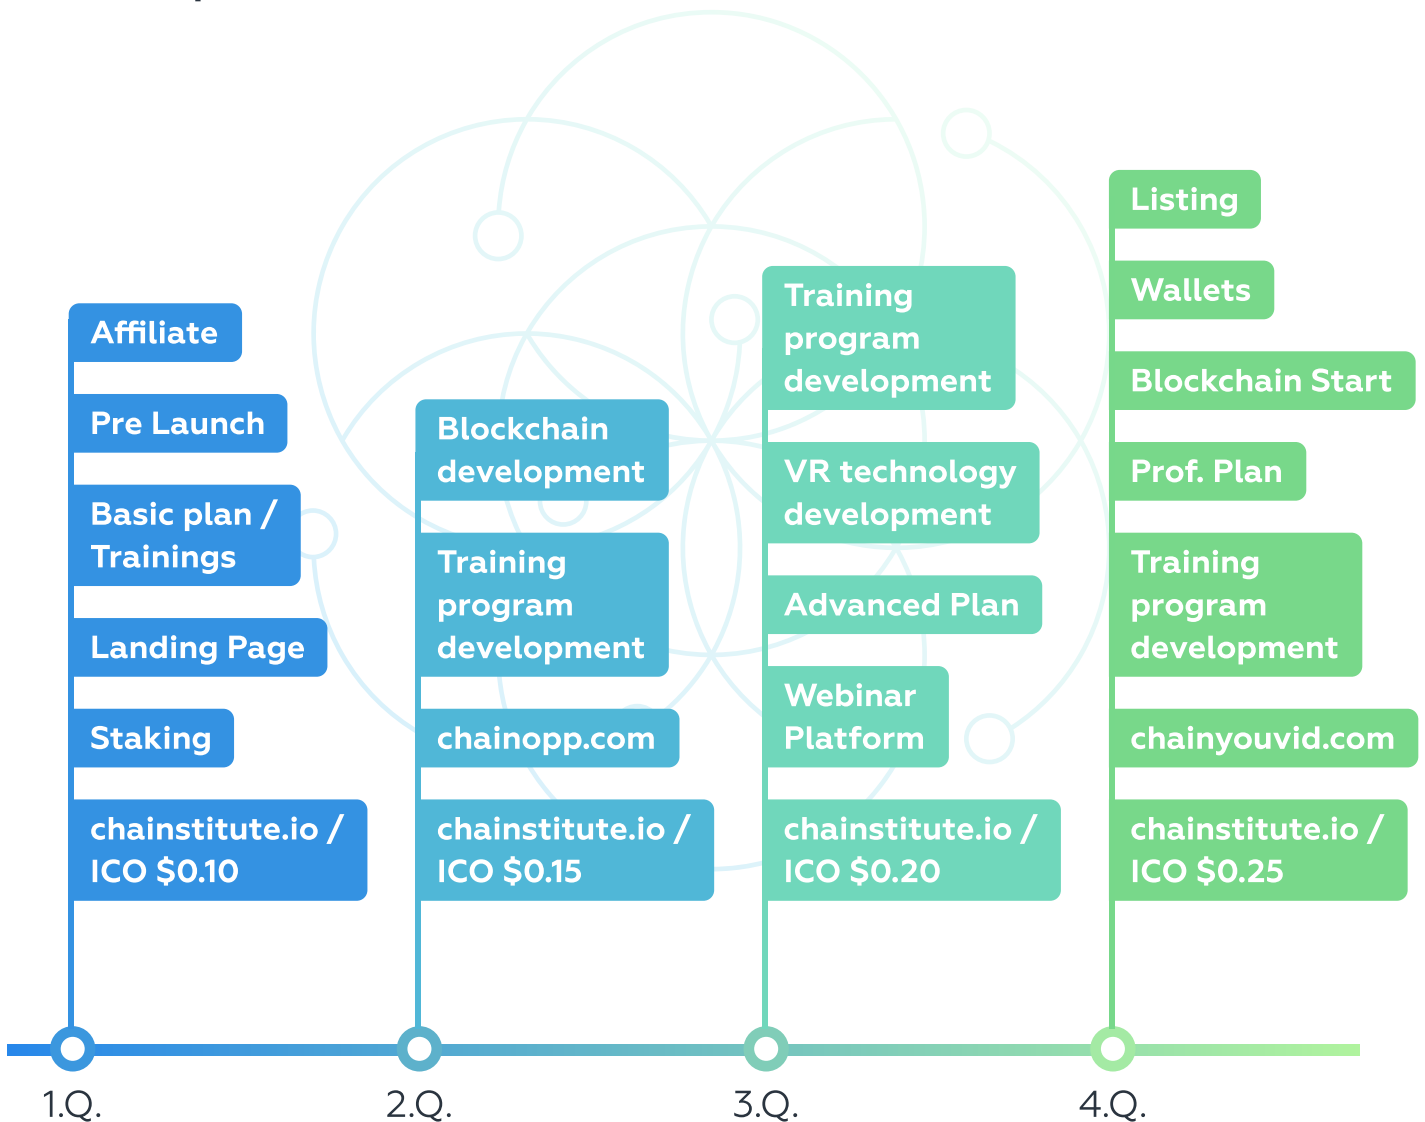 Affiliate
Pre Launch
Basic plan /
Trainings
Landing Page
Staking
chainstitute.io /
ICO $0.10
1.Q.
Blockchain
development
Training
program
development
chainopp.com
chainstitute.io /
ICO $0.15
2.Q.
Training
program
development
VR technology
development
Advanced Plan
Webinar
Platform
chainstitute.io /
ICO $0.20
3.Q.
Listing
Wallets
Blockchain Start
Prof. Plan
Training
program
development
chainyouvid.com
chainstitute.io /
ICO $0.25
4.Q.